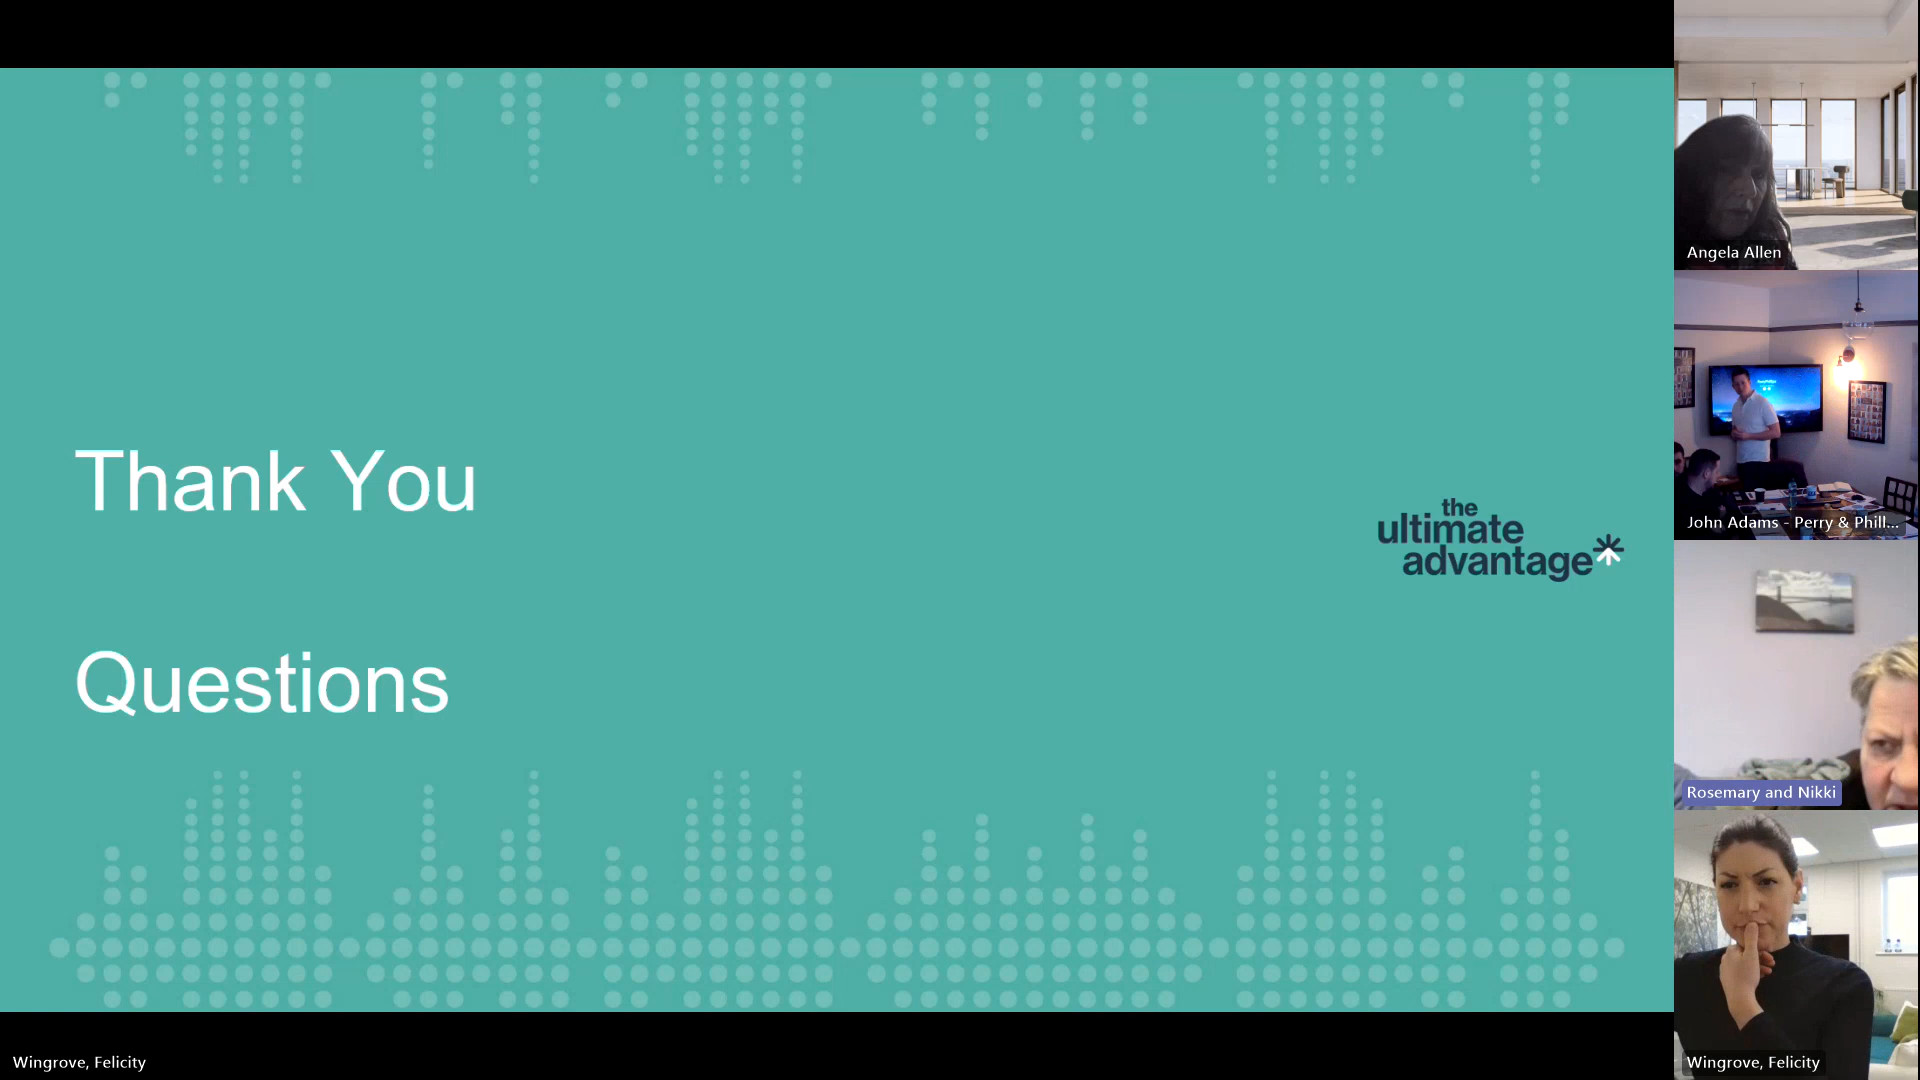 Thank You
Questions
the
ultimate
advantage
Angela Allen
John Adams - Perry & Phill...
Rosemary and Nikki
Wingrove, Felicity
Wingrove, Felicity